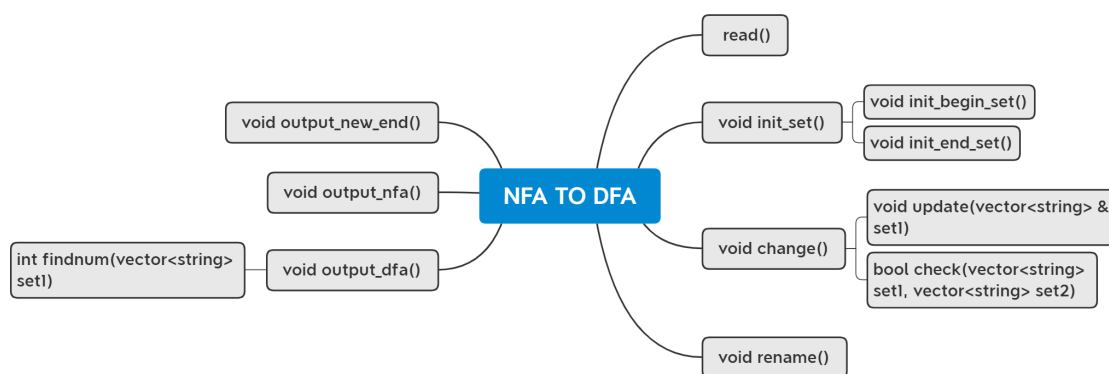 read()
void init_begin_set()
void output_new_end()
void init_set()
void init_end_set()
void output_nfa()
NFA TO DFA
void update(vector<string> &
set1)
void change()
int findnum(vector<string>
set1)
void output_dfa()
bool check(vector<string>
set1, vector<string> set2)
void rename()